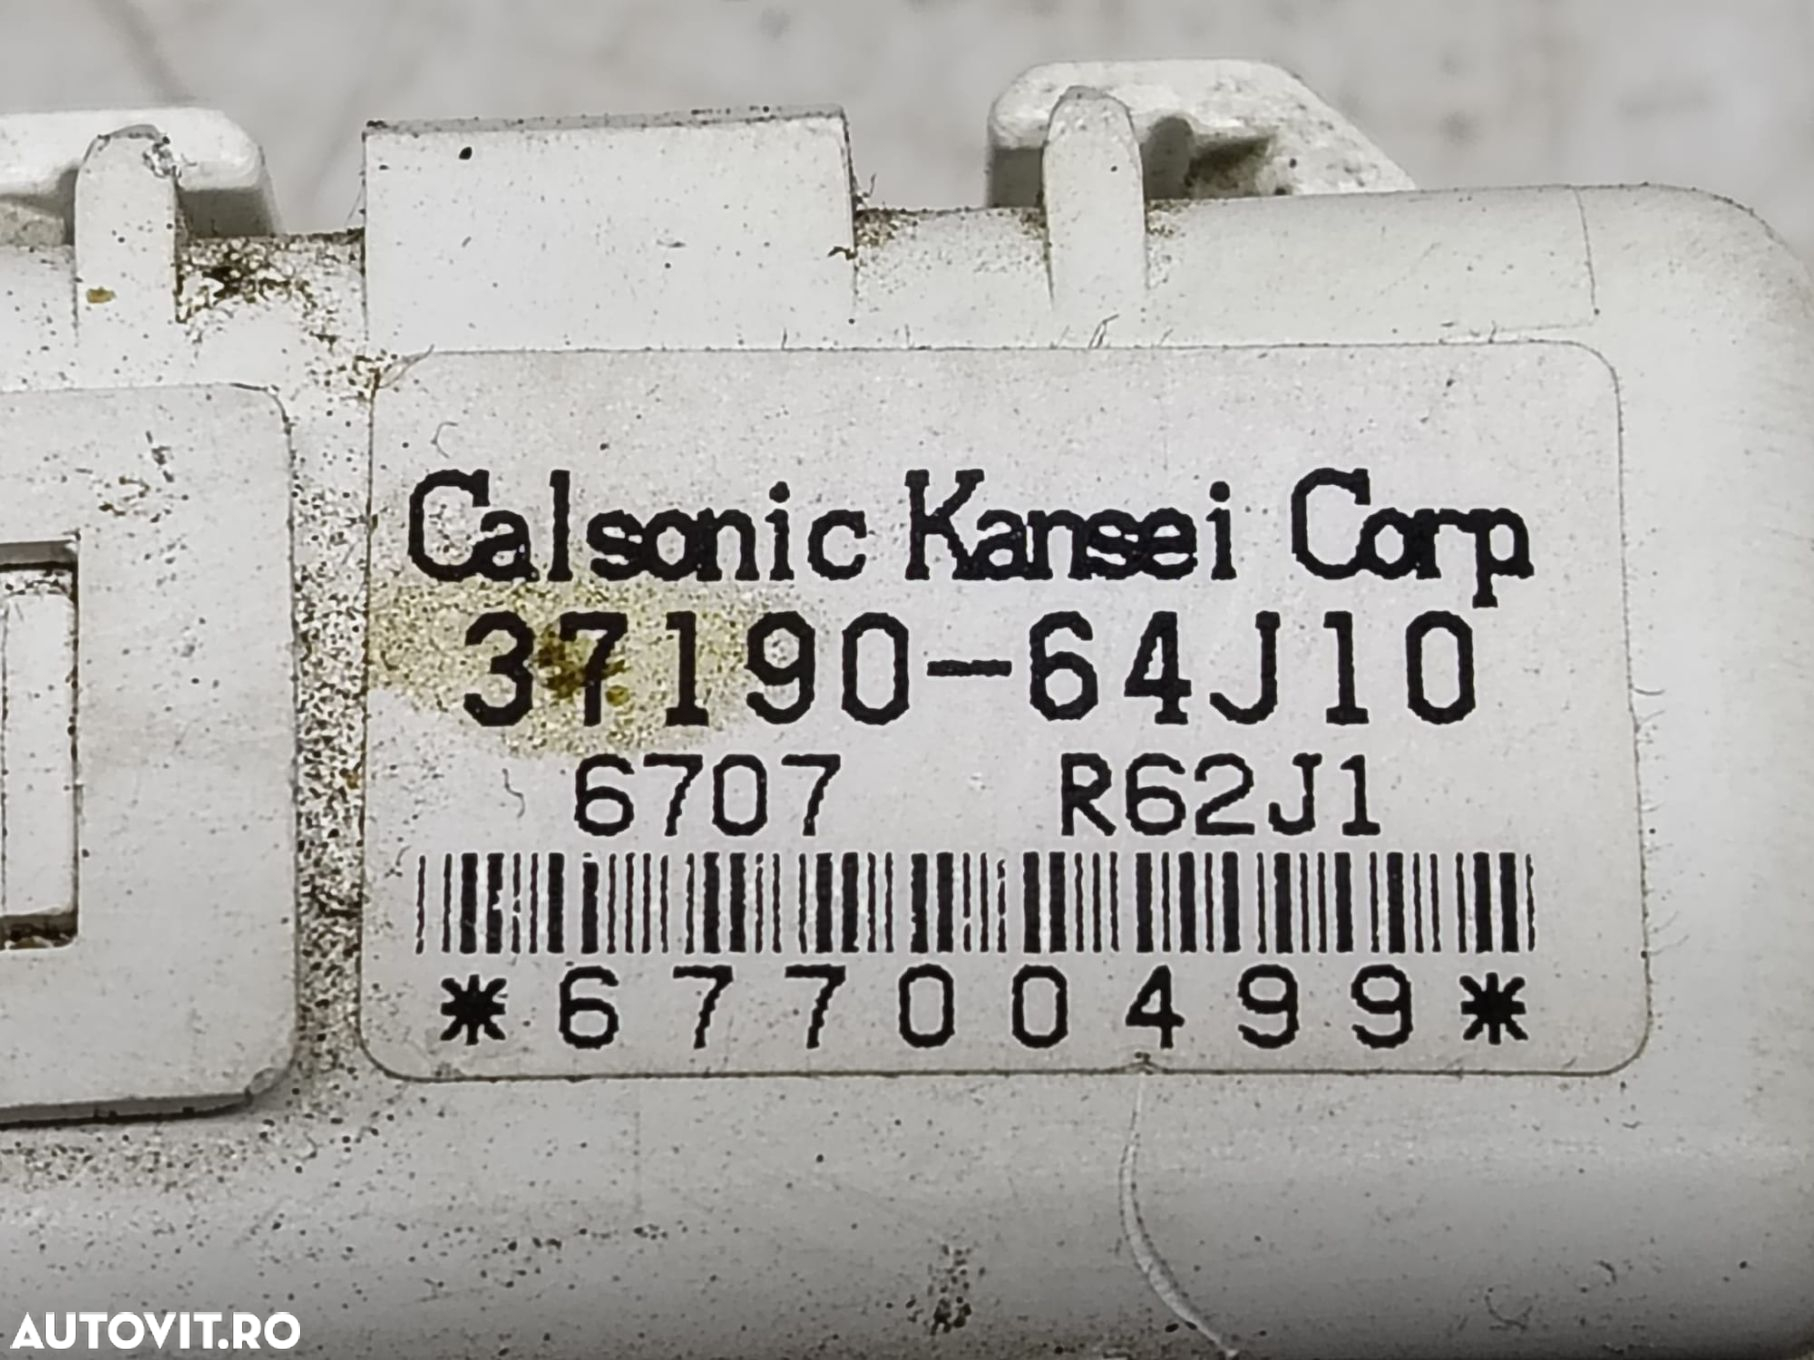 Calsonic Kansei Corp
37190-64J10
6707 R62J1
*67700499*
AUTOVIT.RO